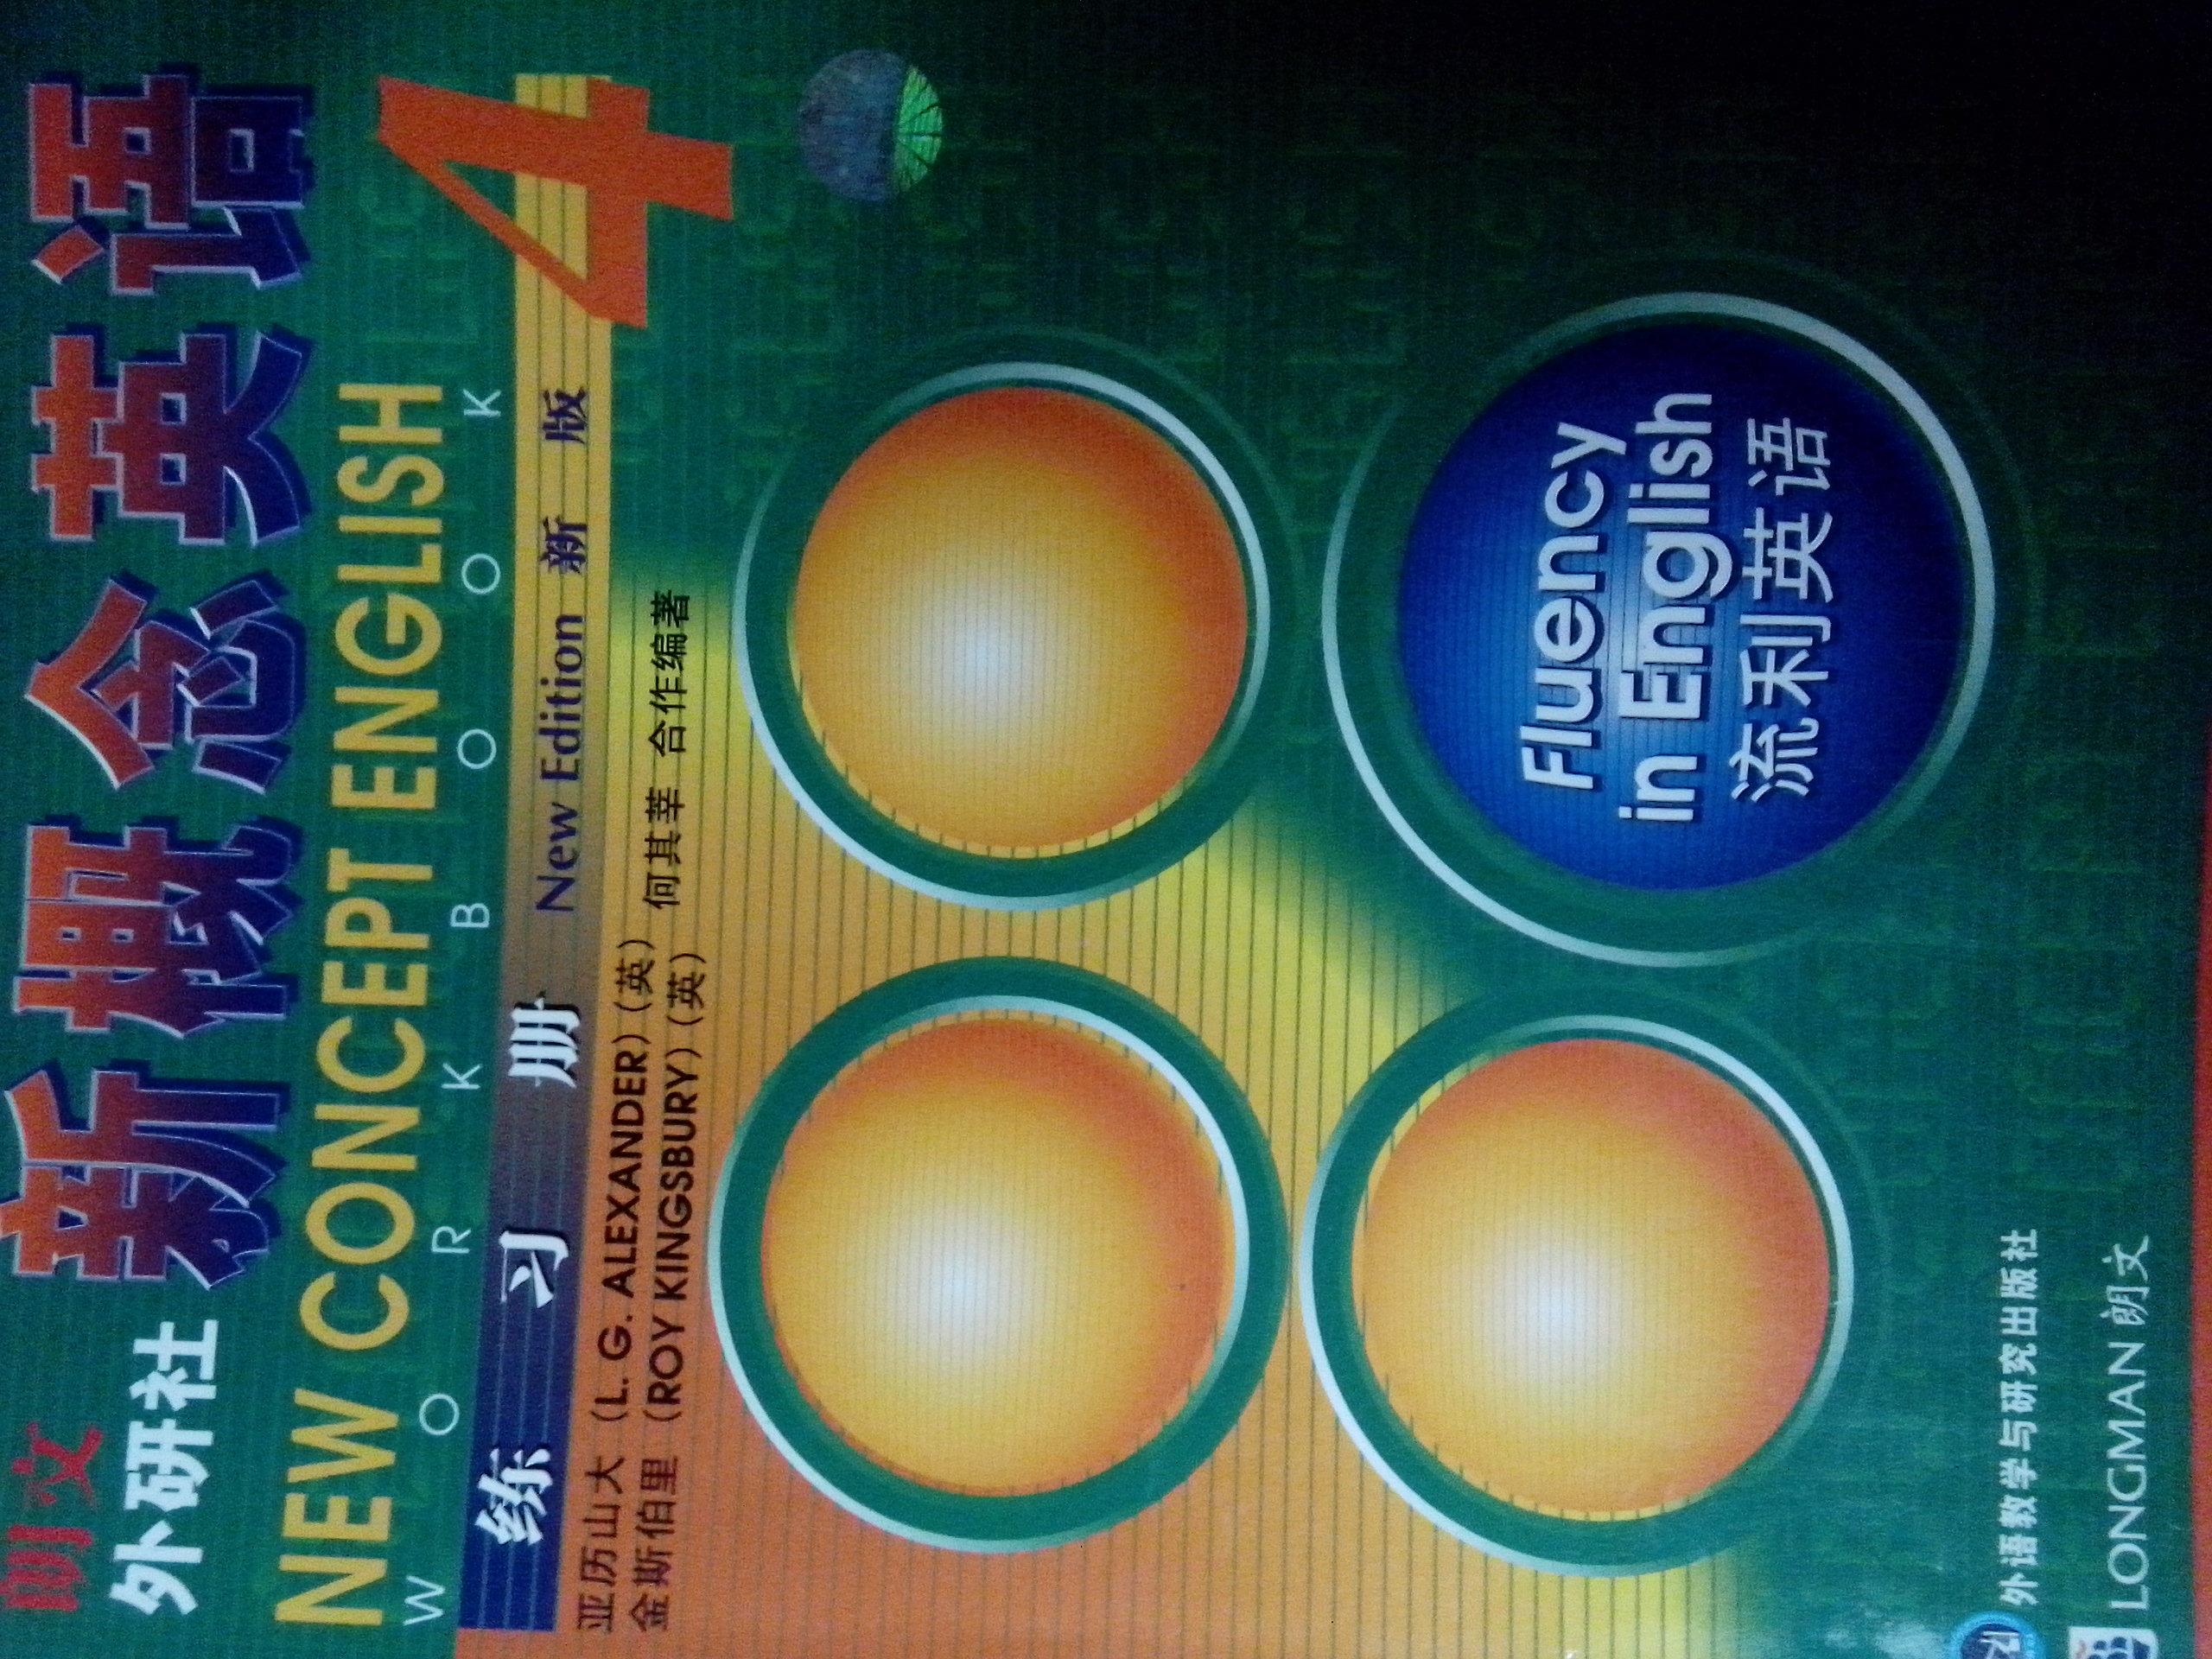 朗文
外研社
新概念英语
NEW CONCEPT ENGLISH
WORKBOOK
练习册 New Edition 新版
4
亚历山大 (L. G. ALEXANDER) (英)
金斯伯里 (ROY KINGSBURY) (英) 何其莘 合作编著
Fluency
in English
流利英语
外语教学与研究出版社
LONGMAN 朗文